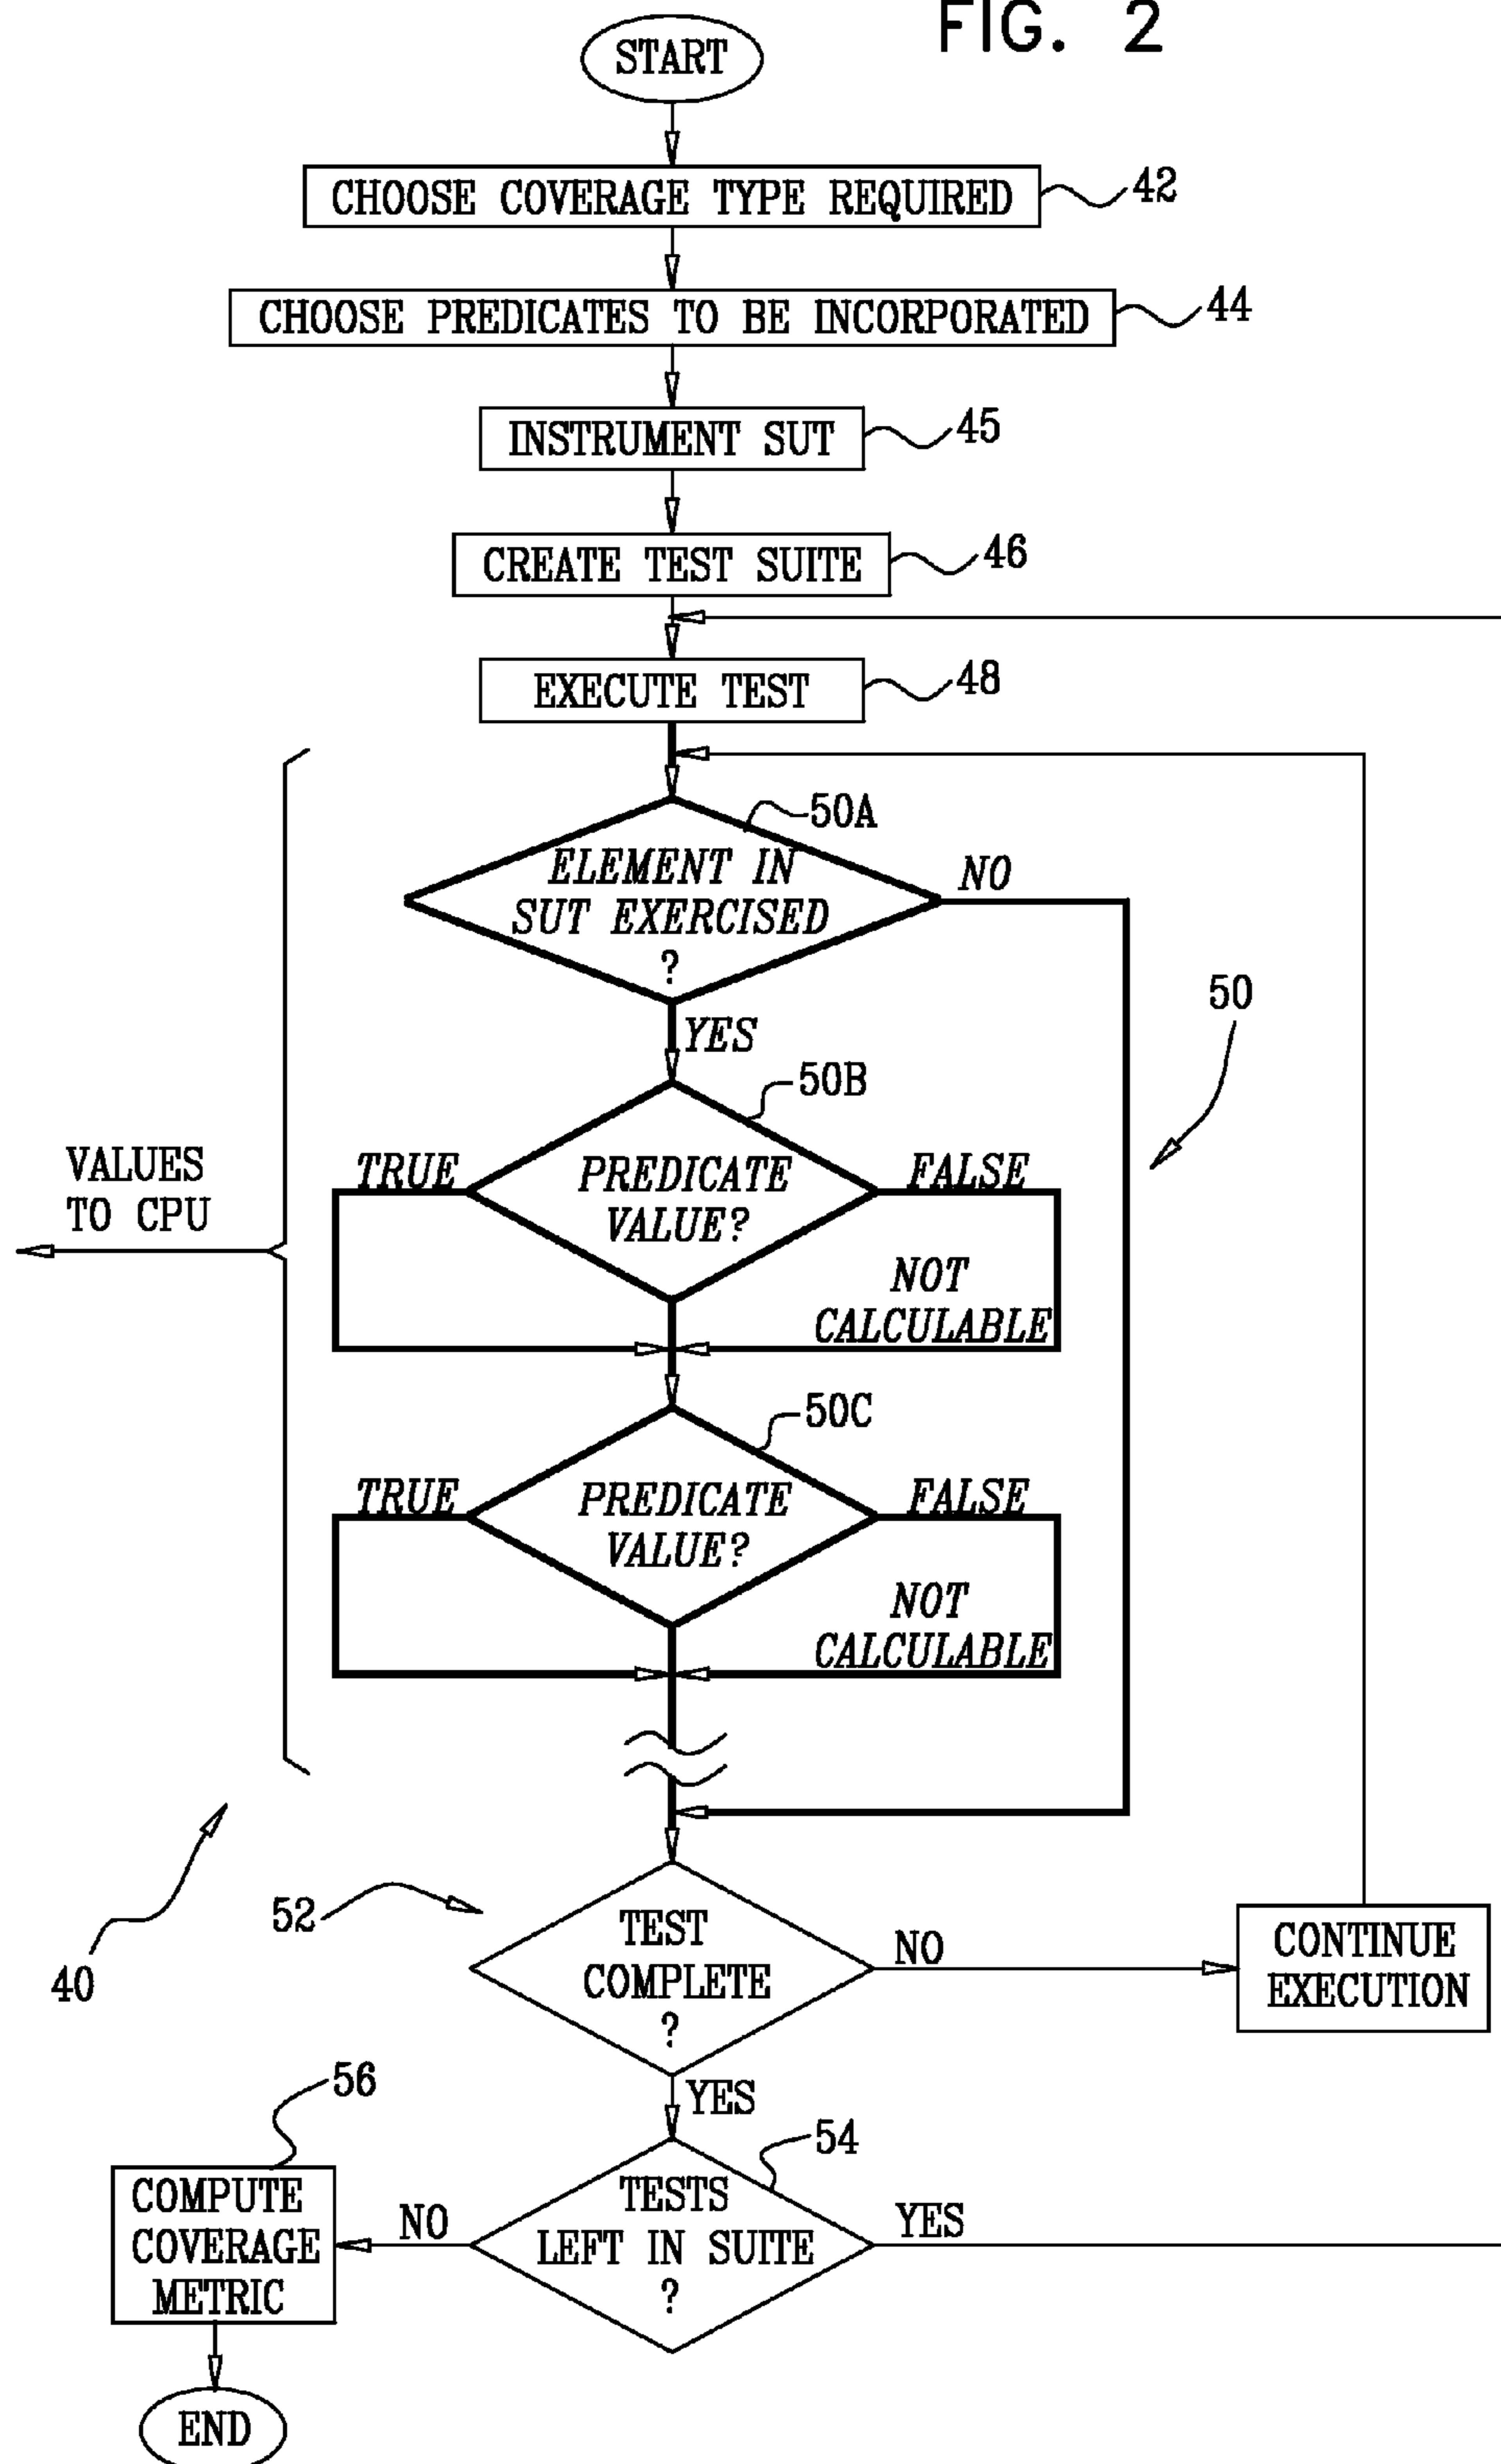 FIG. 2
START
CHOOSE COVERAGE TYPE REQUIRED
42
CHOOSE PREDICATES TO BE INCORPORATED
44
INSTRUMENT SUT
45
CREATE TEST SUITE
46
EXECUTE TEST
48
50A
ELEMENT IN
SUT EXERCISED
?
NO
YES
50
50B
PREDICATE
VALUE?
TRUE
FALSE
NOT
CALCULABLE
VALUES
TO CPU
50C
PREDICATE
VALUE?
TRUE
FALSE
NOT
CALCULABLE
40
52
TEST
COMPLETE
?
NO
CONTINUE
EXECUTION
YES
54
TESTS
LEFT IN SUITE
?
YES
NO
56
COMPUTE
COVERAGE
METRIC
END